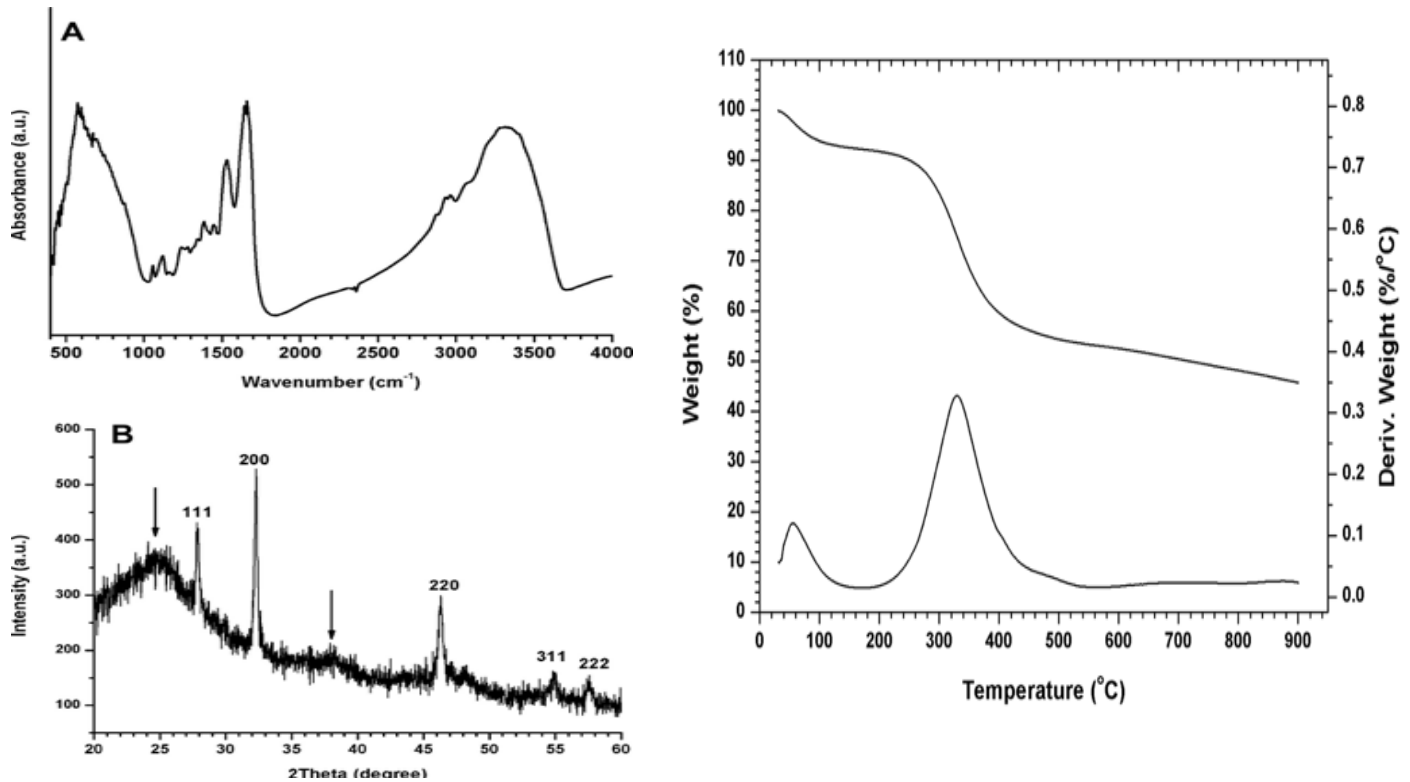 A
Absorbance (a.u.)
500 1000 1500 2000 2500 3000 3500 4000
Wavenumber (cm⁻¹)
B
600
500
400
300
200
100
Intensity (a.u.)
111
200
220
311
222
20 25 30 35 40 45 50 55 60
2Theta (degree)
110
100
90
80
70
60
50
40
30
20
10
0
Weight (%)
0.8
0.7
0.6
0.5
0.4
0.3
0.2
0.1
0.0
Deriv. Weight (%/°C)
0 100 200 300 400 500 600 700 800 900
Temperature (°C)